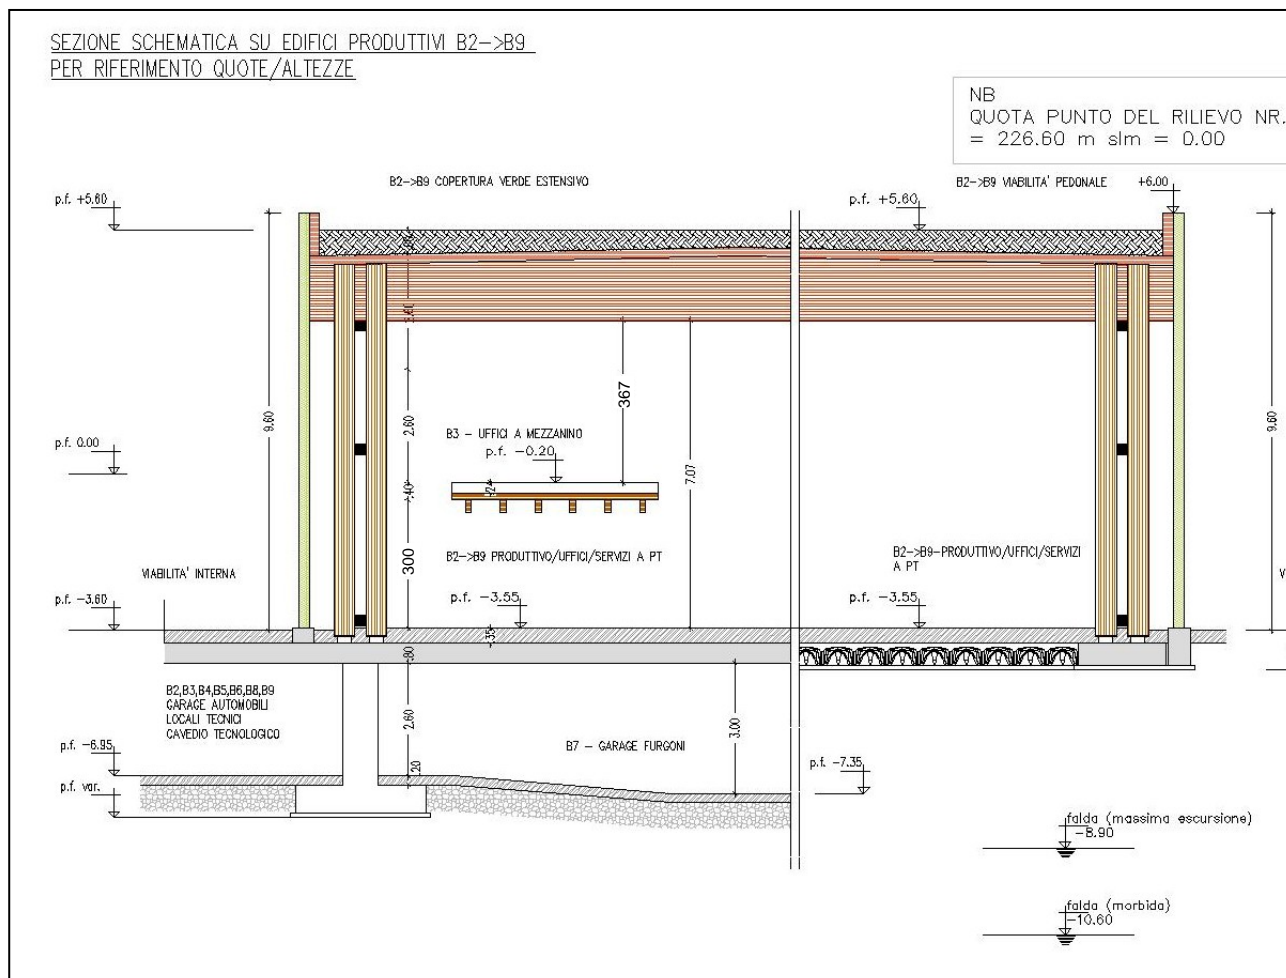 SEZIONE SCHEMATICA SU EDIFICI PRODUTTIVI B2->B9
PER RIFERIMENTO QUOTE/ALTEZZE
NB
QUOTA PUNTO DEL RILIEVO NR.
= 226.60 m slm = 0.00
B2->B9 COPERTURA VERDE ESTENSIVO
B2->B9 VIABILITA' PEDONALE
+6.00
p.f. +5.60
p.f. +5.60
367
9.60
2.60
7.07
9.60
B3 - UFFICI A MEZZANINO
p.f. -0.20
p.f. 0.00
.40
300
B2->B9 PRODUTTIVO/UFFICI/SERVIZI A PT
B2->B9-PRODUTTIVO/UFFICI/SERVIZI
A PT
VIABILITA' INTERNA
V
p.f. -3.60
p.f. -3.55
p.f. -3.55
.35
.80
B2,B3,B4,B5,B6,B8,B9
GARAGE AUTOMOBILI
LOCALI TECNICI
CAVEDIO TECNOLOGICO
2.60
3.00
B7 - GARAGE FURGONI
p.f. -6.95
p.f. -7.35
.20
p.f. var.
falda (massima escursione)
-8.90
falda (morbida)
-10.60